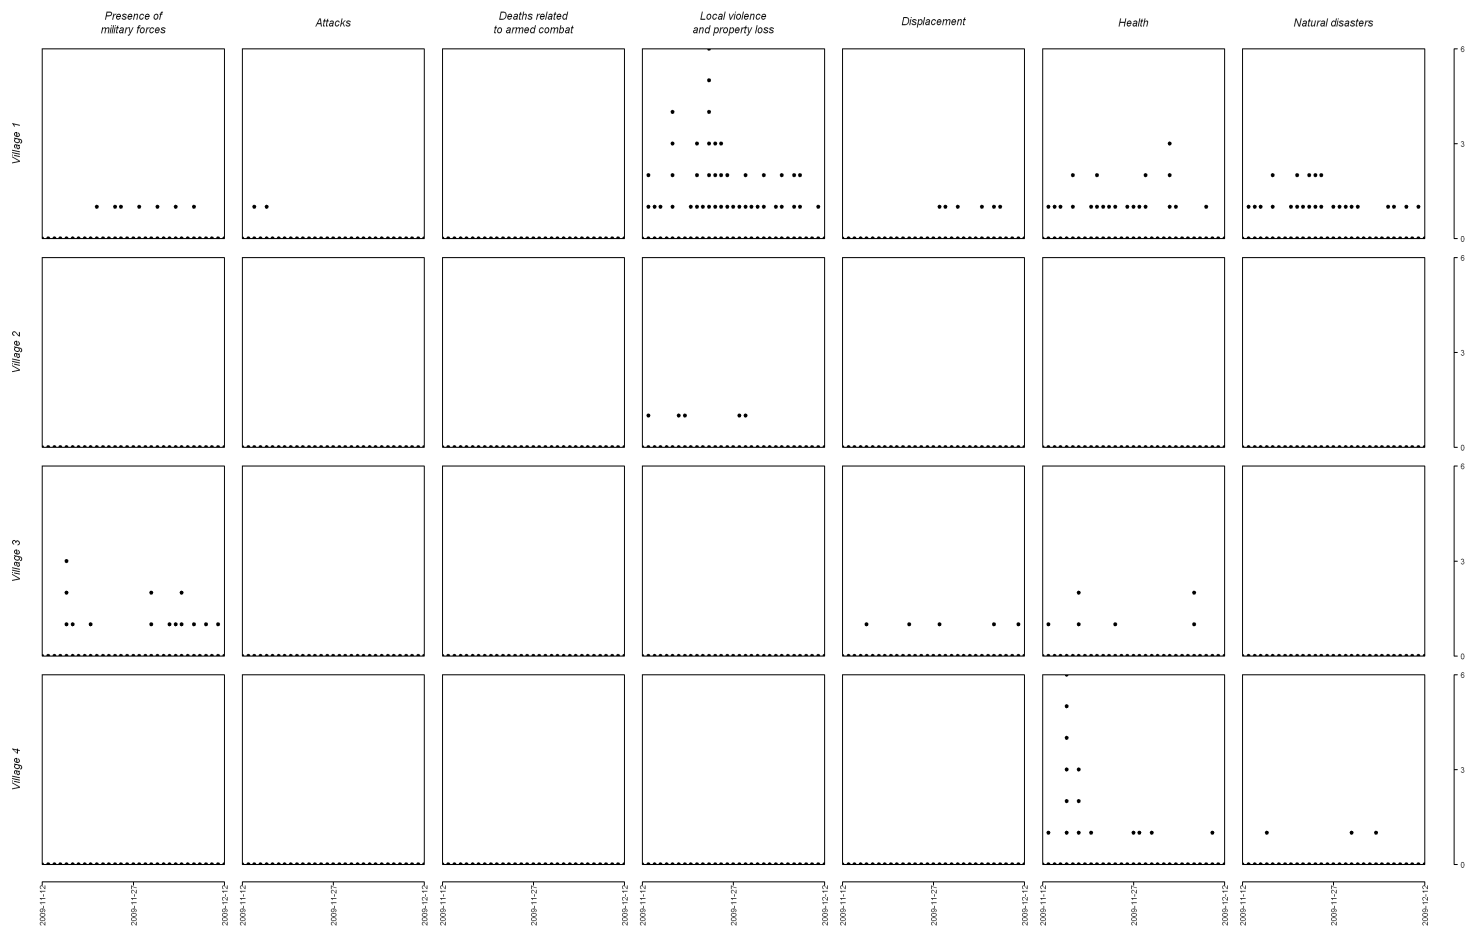 Presence of
military forces
Attacks
Deaths related
to armed combat
Local violence
and property loss
Displacement
Health
Natural disasters
Village 1
6
3
0
Village 2
6
3
0
Village 3
6
3
0
Village 4
6
3
0
2009-11-12
2009-11-27
2009-12-12
2009-11-12
2009-11-27
2009-12-12
2009-11-12
2009-11-27
2009-12-12
2009-11-12
2009-11-27
2009-12-12
2009-11-12
2009-11-27
2009-12-12
2009-11-12
2009-11-27
2009-12-12
2009-11-12
2009-11-27
2009-12-12